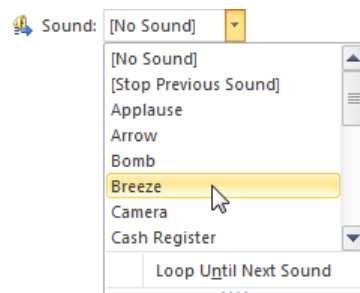 Sound: [No Sound]
[No Sound]
[Stop Previous Sound]
Applause
Arrow
Bomb
Breeze
Camera
Cash Register
Loop Until Next Sound